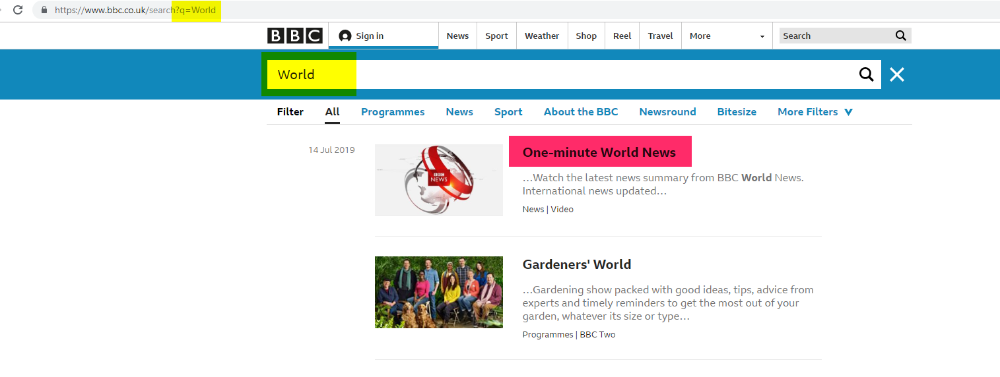 https://www.bbc.co.uk/search?q=World
BBC Sign in News Sport Weather Shop Reel Travel More Search
World
Filter All Programmes News Sport About the BBC Newsround Bitesize More Filters
14 Jul 2019
BBC
NEWS
One-minute World News
…Watch the latest news summary from BBC World News.
International news updated…
News | Video
Gardeners' World
…Gardening show packed with good ideas, tips, advice from
experts and timely reminders to get the most out of your
garden, whatever its size or type…
Programmes | BBC Two